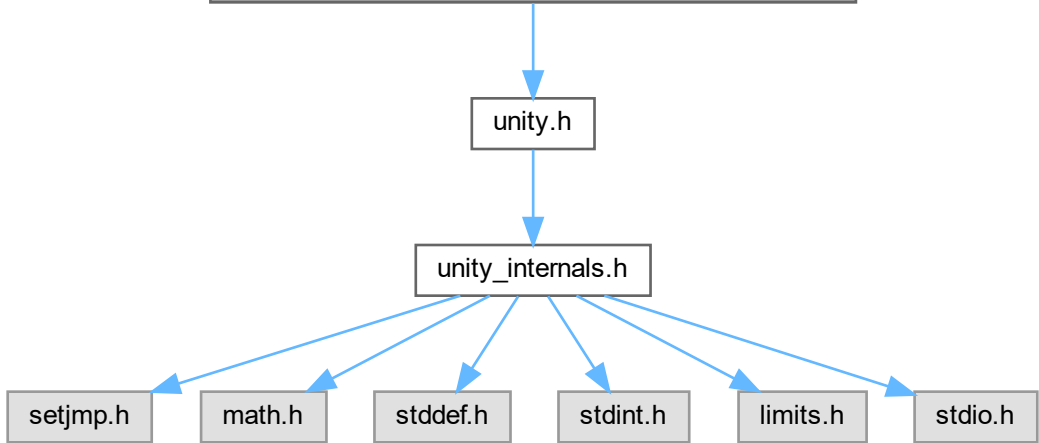 unity.h
unity_internals.h
setjmp.h
math.h
stddef.h
stdint.h
limits.h
stdio.h